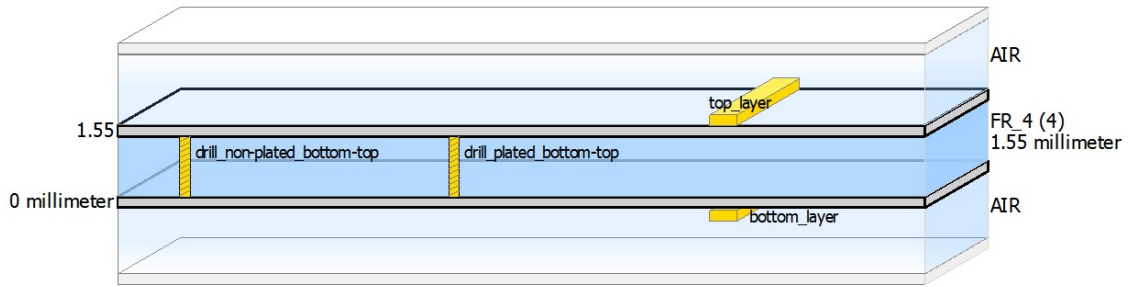 AIR
top_layer
1.55
FR_4 (4)
1.55 millimeter
drill_non-plated_bottom-top
drill_plated_bottom-top
0 millimeter
AIR
bottom_layer